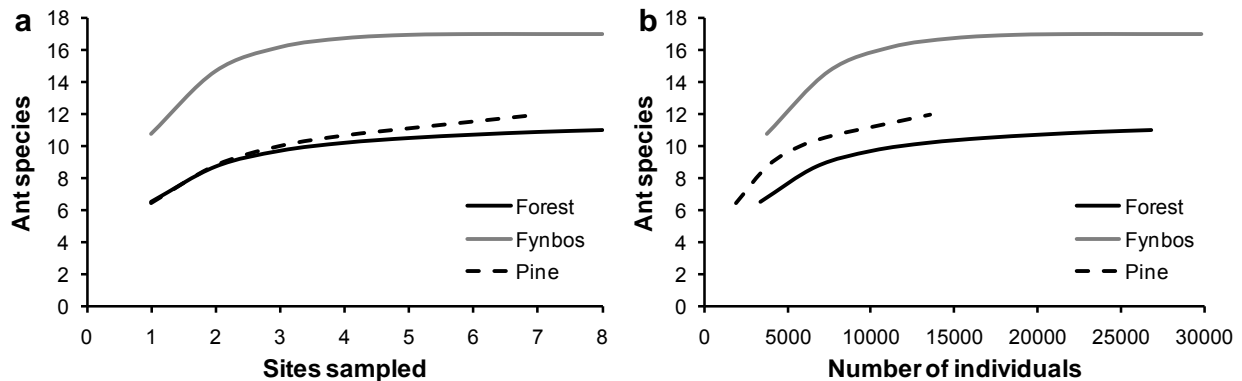 a
18
16
14
12
10
8
6
4
2
0
Ant species
Forest
Fynbos
Pine
0 1 2 3 4 5 6 7 8
Sites sampled
b
18
16
14
12
10
8
6
4
2
0
Ant species
Forest
Fynbos
Pine
0 5000 10000 15000 20000 25000 30000
Number of individuals